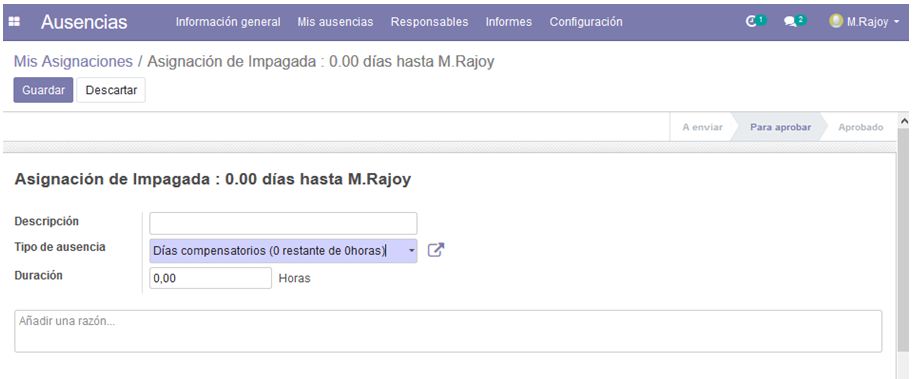 Ausencias Información general Mis ausencias Responsables Informes Configuración 1 2 M.Rajoy
Mis Asignaciones / Asignación de Impagada : 0.00 días hasta M.Rajoy
Guardar Descartar
A enviar Para aprobar Aprobado
Asignación de Impagada : 0.00 días hasta M.Rajoy
Descripción
Tipo de ausencia Días compensatorios (0 restante de 0horas)
Duración 0,00 Horas
Añadir una razón...